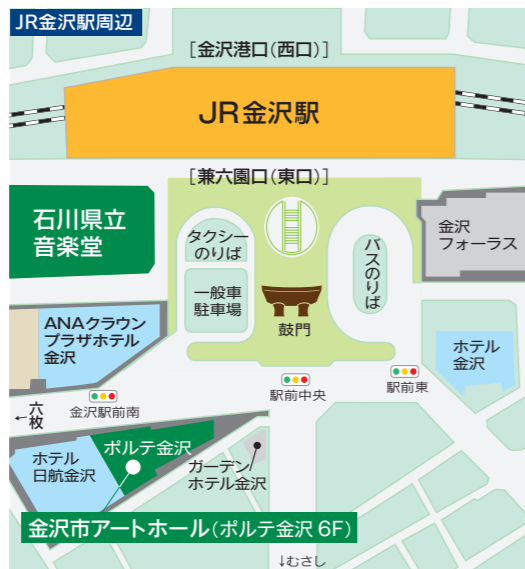 JR金沢駅周辺
［金沢港口(西口)］
JR金沢駅
［兼六園口(東口)］
石川県立
音楽堂
タクシー
のりば
一般車
駐車場
バスのりば
金沢
フォーラス
鼓門
ANAクラウン
プラザホテル
金沢
ホテル
金沢
駅前中央
駅前東
←六枚
金沢駅前南
ポルテ金沢
ホテル
日航金沢
ガーデン
ホテル金沢
金沢市アートホール(ポルテ金沢 6F)
↓むさし